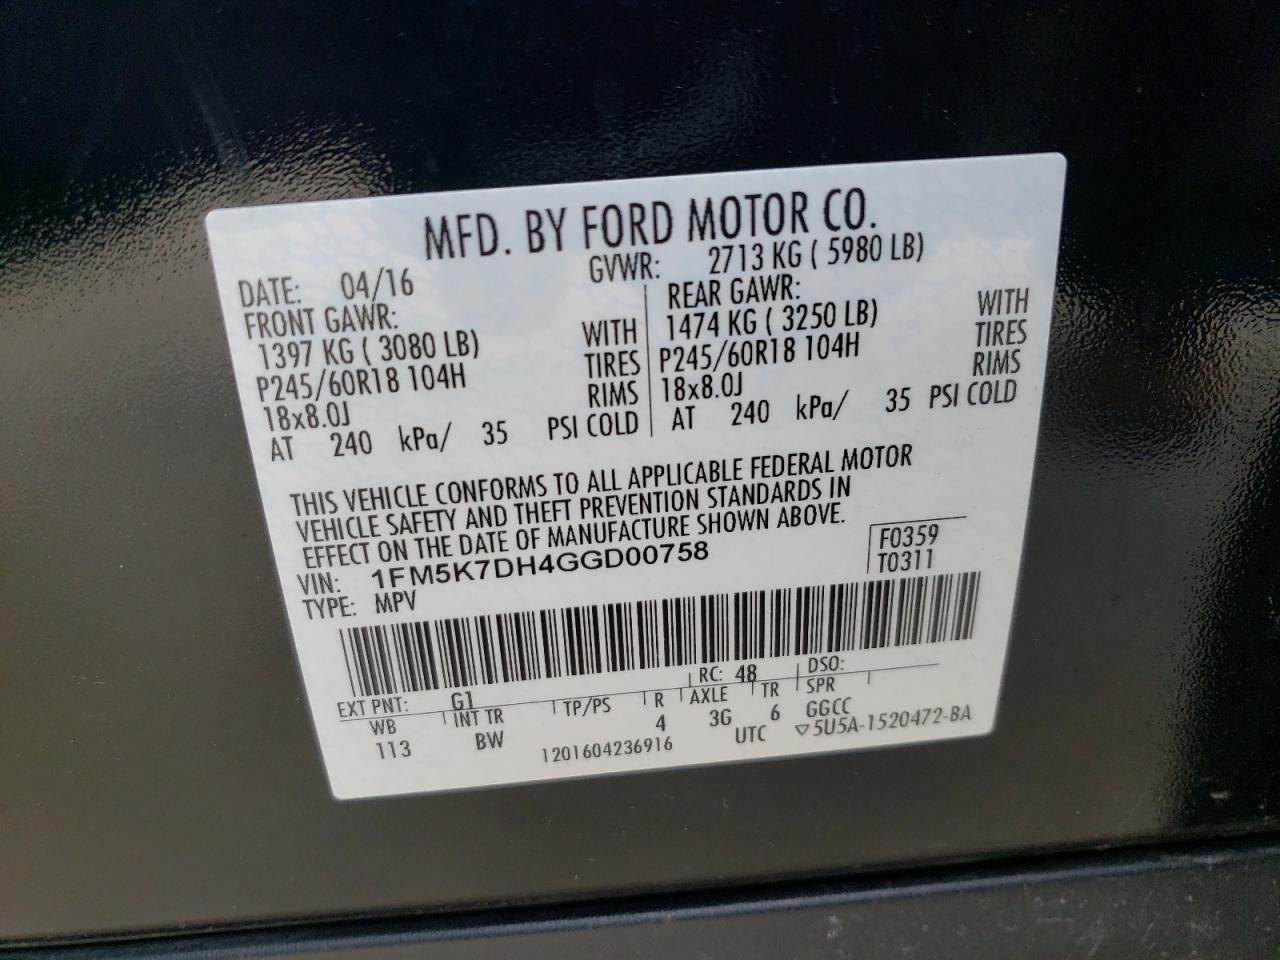 MFD. BY FORD MOTOR CO.
DATE: 04/16 GVWR: 2713 KG ( 5980 LB)
FRONT GAWR: REAR GAWR:
1397 KG ( 3080 LB) WITH 1474 KG ( 3250 LB) WITH
P245/60R18 104H TIRES P245/60R18 104H TIRES
18x8.0J RIMS 18x8.0J RIMS
AT 240 kPa/ 35 PSI COLD AT 240 kPa/ 35 PSI COLD
THIS VEHICLE CONFORMS TO ALL APPLICABLE FEDERAL MOTOR
VEHICLE SAFETY AND THEFT PREVENTION STANDARDS IN
EFFECT ON THE DATE OF MANUFACTURE SHOWN ABOVE.
VIN: 1FM5K7DH4GGD00758 F0359
TYPE: MPV T0311
EXT PNT: G1 RC: 48 DSO:
WB INT TR TP/PS R AXLE TR SPR
113 BW 4 3G 6 GGCC
1201604236916 UTC ▽5U5A-1520472-BA